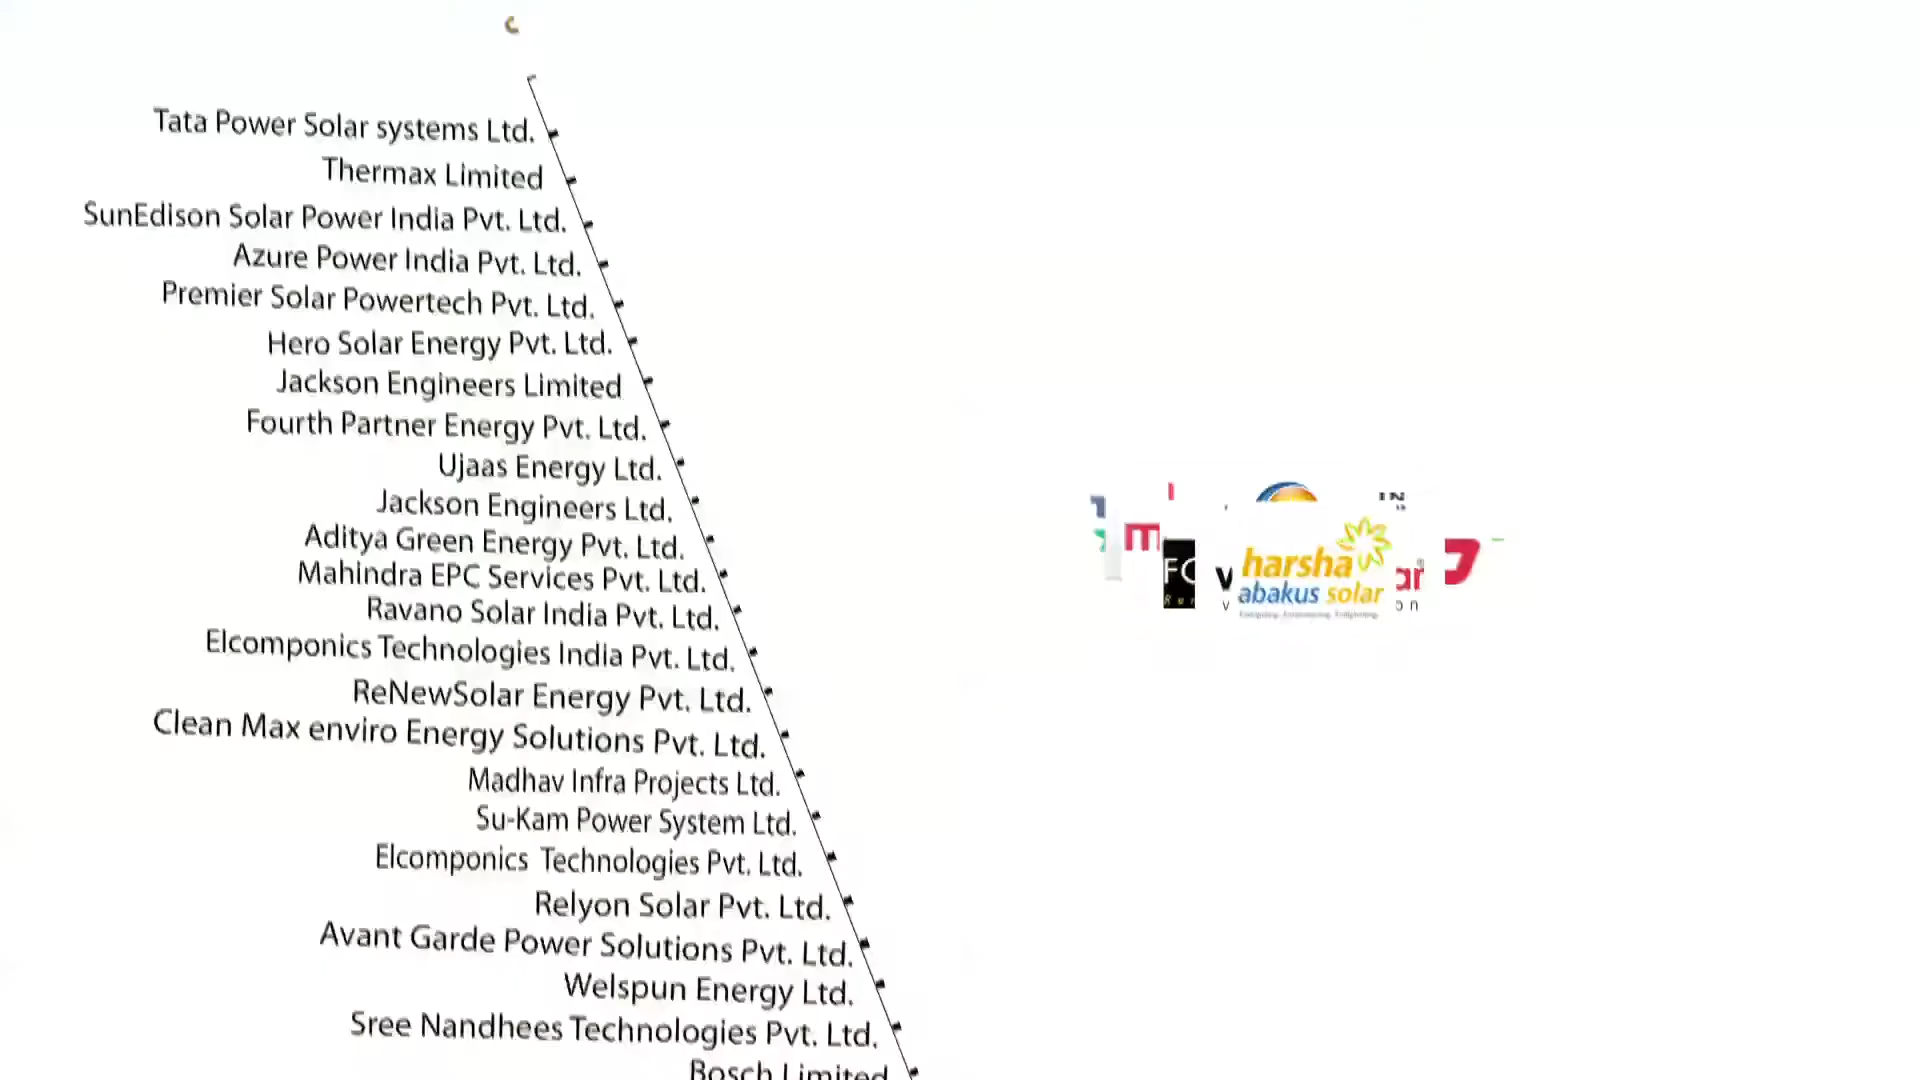 Tata Power Solar systems Ltd.
Thermax Limited
SunEdison Solar Power India Pvt. Ltd.
Azure Power India Pvt. Ltd.
Premier Solar Powertech Pvt. Ltd.
Hero Solar Energy Pvt. Ltd.
Jackson Engineers Limited
Fourth Partner Energy Pvt. Ltd.
Ujaas Energy Ltd.
Jackson Engineers Ltd.
Aditya Green Energy Pvt. Ltd.
Mahindra EPC Services Pvt. Ltd.
Ravano Solar India Pvt. Ltd.
Elcomponics Technologies India Pvt. Ltd.
ReNewSolar Energy Pvt. Ltd.
Clean Max enviro Energy Solutions Pvt. Ltd.
Madhav Infra Projects Ltd.
Su-Kam Power System Ltd.
Elcomponics Technologies Pvt. Ltd.
Relyon Solar Pvt. Ltd.
Avant Garde Power Solutions Pvt. Ltd.
Welspun Energy Ltd.
Sree Nandhees Technologies Pvt. Ltd.
Bosch Limited
harsha
abakus solar